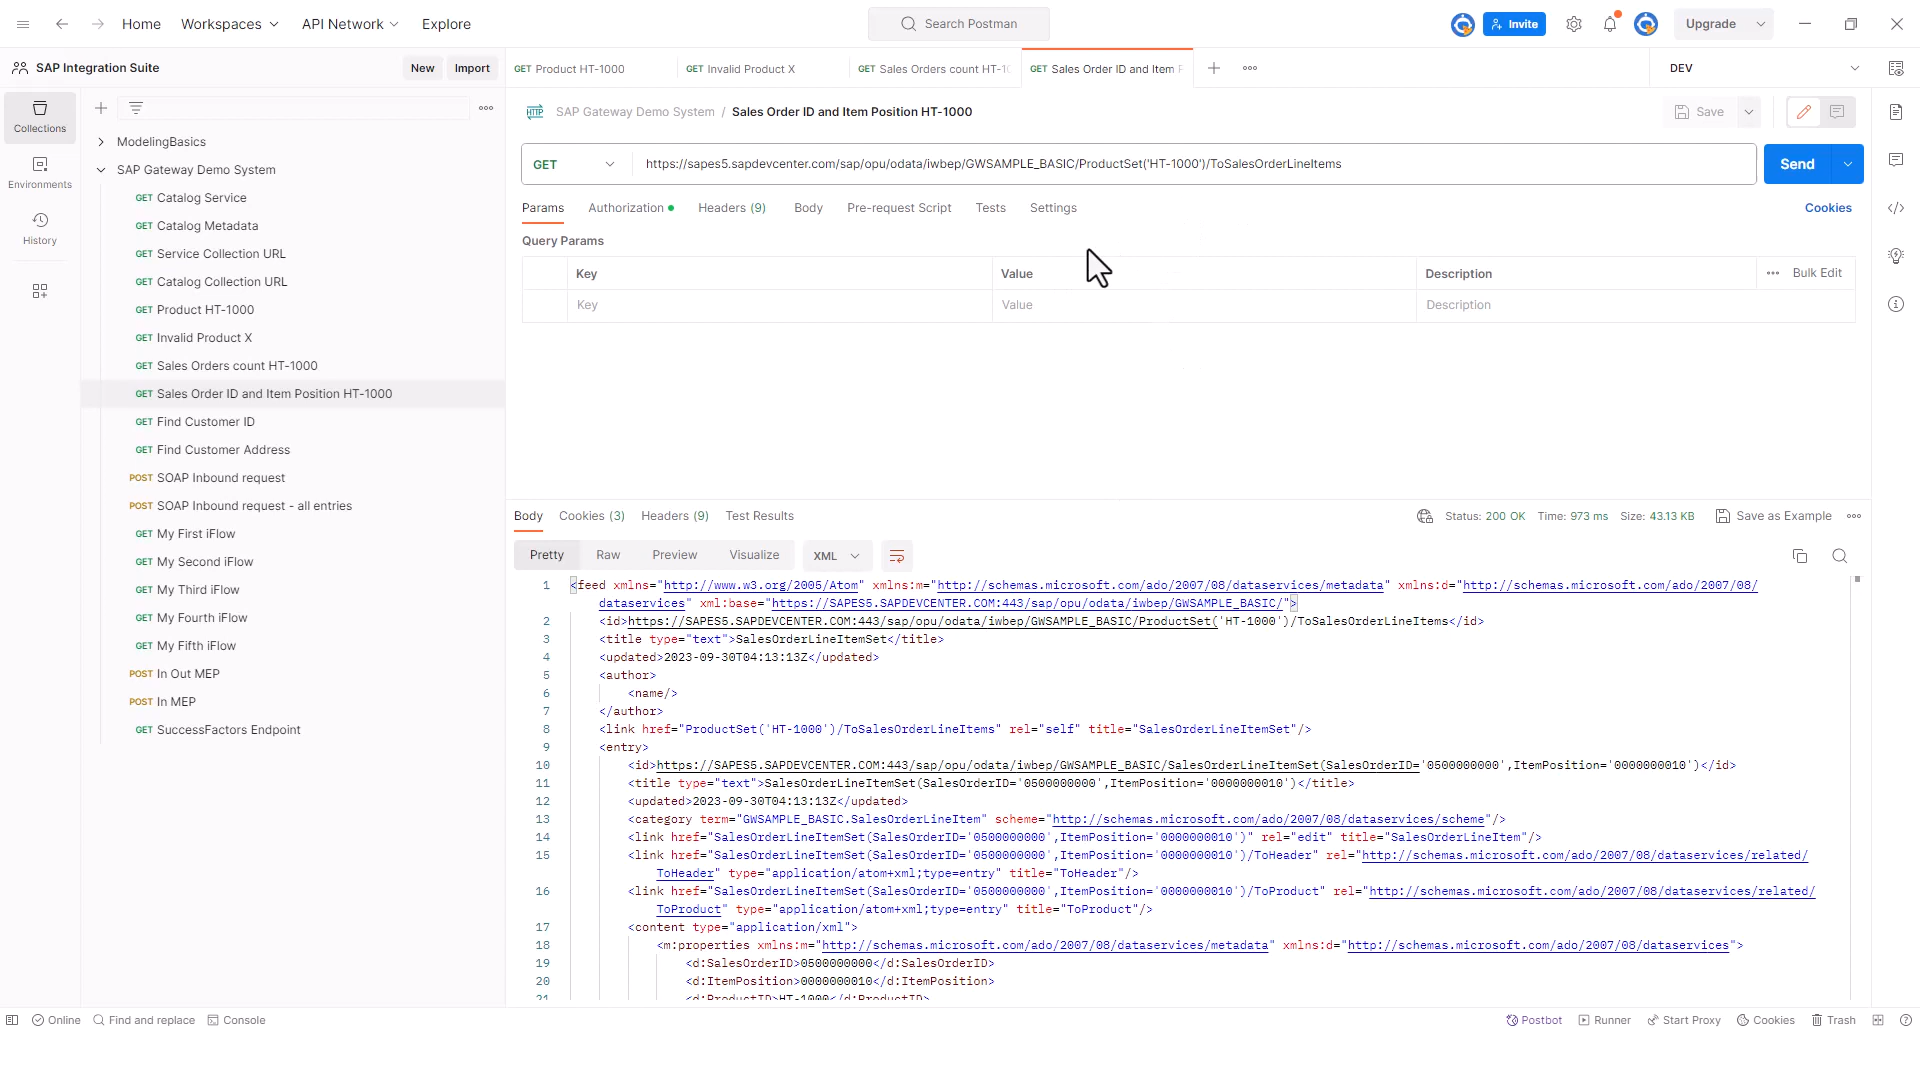 Home Workspaces API Network Explore Search Postman Invite Upgrade
SAP Integration Suite New Import GET Product HT-1000 GET Invalid Product X GET Sales Orders count HT-10 GET Sales Order ID and Item DEV
Collections
Environments
History
ModelingBasics
SAP Gateway Demo System
GET Catalog Service
GET Catalog Metadata
GET Service Collection URL
GET Catalog Collection URL
GET Product HT-1000
GET Invalid Product X
GET Sales Orders count HT-1000
GET Sales Order ID and Item Position HT-1000
GET Find Customer ID
GET Find Customer Address
POST SOAP Inbound request
POST SOAP Inbound request - all entries
GET My First iFlow
GET My Second iFlow
GET My Third iFlow
GET My Fourth iFlow
GET My Fifth iFlow
POST In Out MEP
POST In MEP
GET SuccessFactors Endpoint
HTTP SAP Gateway Demo System / Sales Order ID and Item Position HT-1000 Save
GET https://sapes5.sapdevcenter.com/sap/opu/odata/iwbep/GWSAMPLE_BASIC/ProductSet('HT-1000')/ToSalesOrderLineItems Send
Params Authorization Headers (9) Body Pre-request Script Tests Settings Cookies
Query Params
Key Value Description Bulk Edit
Key Value Description
Body Cookies (3) Headers (9) Test Results Status: 200 OK Time: 973 ms Size: 43.13 KB Save as Example
Pretty Raw Preview Visualize XML
1 <feed xmlns="http://www.w3.org/2005/Atom" xmlns:m="http://schemas.microsoft.com/ado/2007/08/dataservices/metadata" xmlns:d="http://schemas.microsoft.com/ado/2007/08/
dataservices" xml:base="https://SAPES5.SAPDEVCENTER.COM:443/sap/opu/odata/iwbep/GWSAMPLE_BASIC/">
2 <id>https://SAPES5.SAPDEVCENTER.COM:443/sap/opu/odata/iwbep/GWSAMPLE_BASIC/ProductSet('HT-1000')/ToSalesOrderLineItems</id>
3 <title type="text">SalesOrderLineItemSet</title>
4 <updated>2023-09-30T04:13:13Z</updated>
5 <author>
6 <name/>
7 </author>
8 <link href="ProductSet('HT-1000')/ToSalesOrderLineItems" rel="self" title="SalesOrderLineItemSet"/>
9 <entry>
10 <id>https://SAPES5.SAPDEVCENTER.COM:443/sap/opu/odata/iwbep/GWSAMPLE_BASIC/SalesOrderLineItemSet(SalesOrderID='0500000000',ItemPosition='0000000010')</id>
11 <title type="text">SalesOrderLineItemSet(SalesOrderID='0500000000',ItemPosition='0000000010')</title>
12 <updated>2023-09-30T04:13:13Z</updated>
13 <category term="GWSAMPLE_BASIC.SalesOrderLineItem" scheme="http://schemas.microsoft.com/ado/2007/08/dataservices/scheme"/>
14 <link href="SalesOrderLineItemSet(SalesOrderID='0500000000',ItemPosition='0000000010')" rel="edit" title="SalesOrderLineItem"/>
15 <link href="SalesOrderLineItemSet(SalesOrderID='0500000000',ItemPosition='0000000010')/ToHeader" rel="http://schemas.microsoft.com/ado/2007/08/dataservices/related/
ToHeader" type="application/atom+xml;type=entry" title="ToHeader"/>
16 <link href="SalesOrderLineItemSet(SalesOrderID='0500000000',ItemPosition='0000000010')/ToProduct" rel="http://schemas.microsoft.com/ado/2007/08/dataservices/related/
ToProduct" type="application/atom+xml;type=entry" title="ToProduct"/>
17 <content type="application/xml">
18 <m:properties xmlns:m="http://schemas.microsoft.com/ado/2007/08/dataservices/metadata" xmlns:d="http://schemas.microsoft.com/ado/2007/08/dataservices">
19 <d:SalesOrderID>0500000000</d:SalesOrderID>
20 <d:ItemPosition>0000000010</d:ItemPosition>
21 <d:ProductID>HT-1000</d:ProductID>
Online Find and replace Console Postbot Runner Start Proxy Cookies Trash